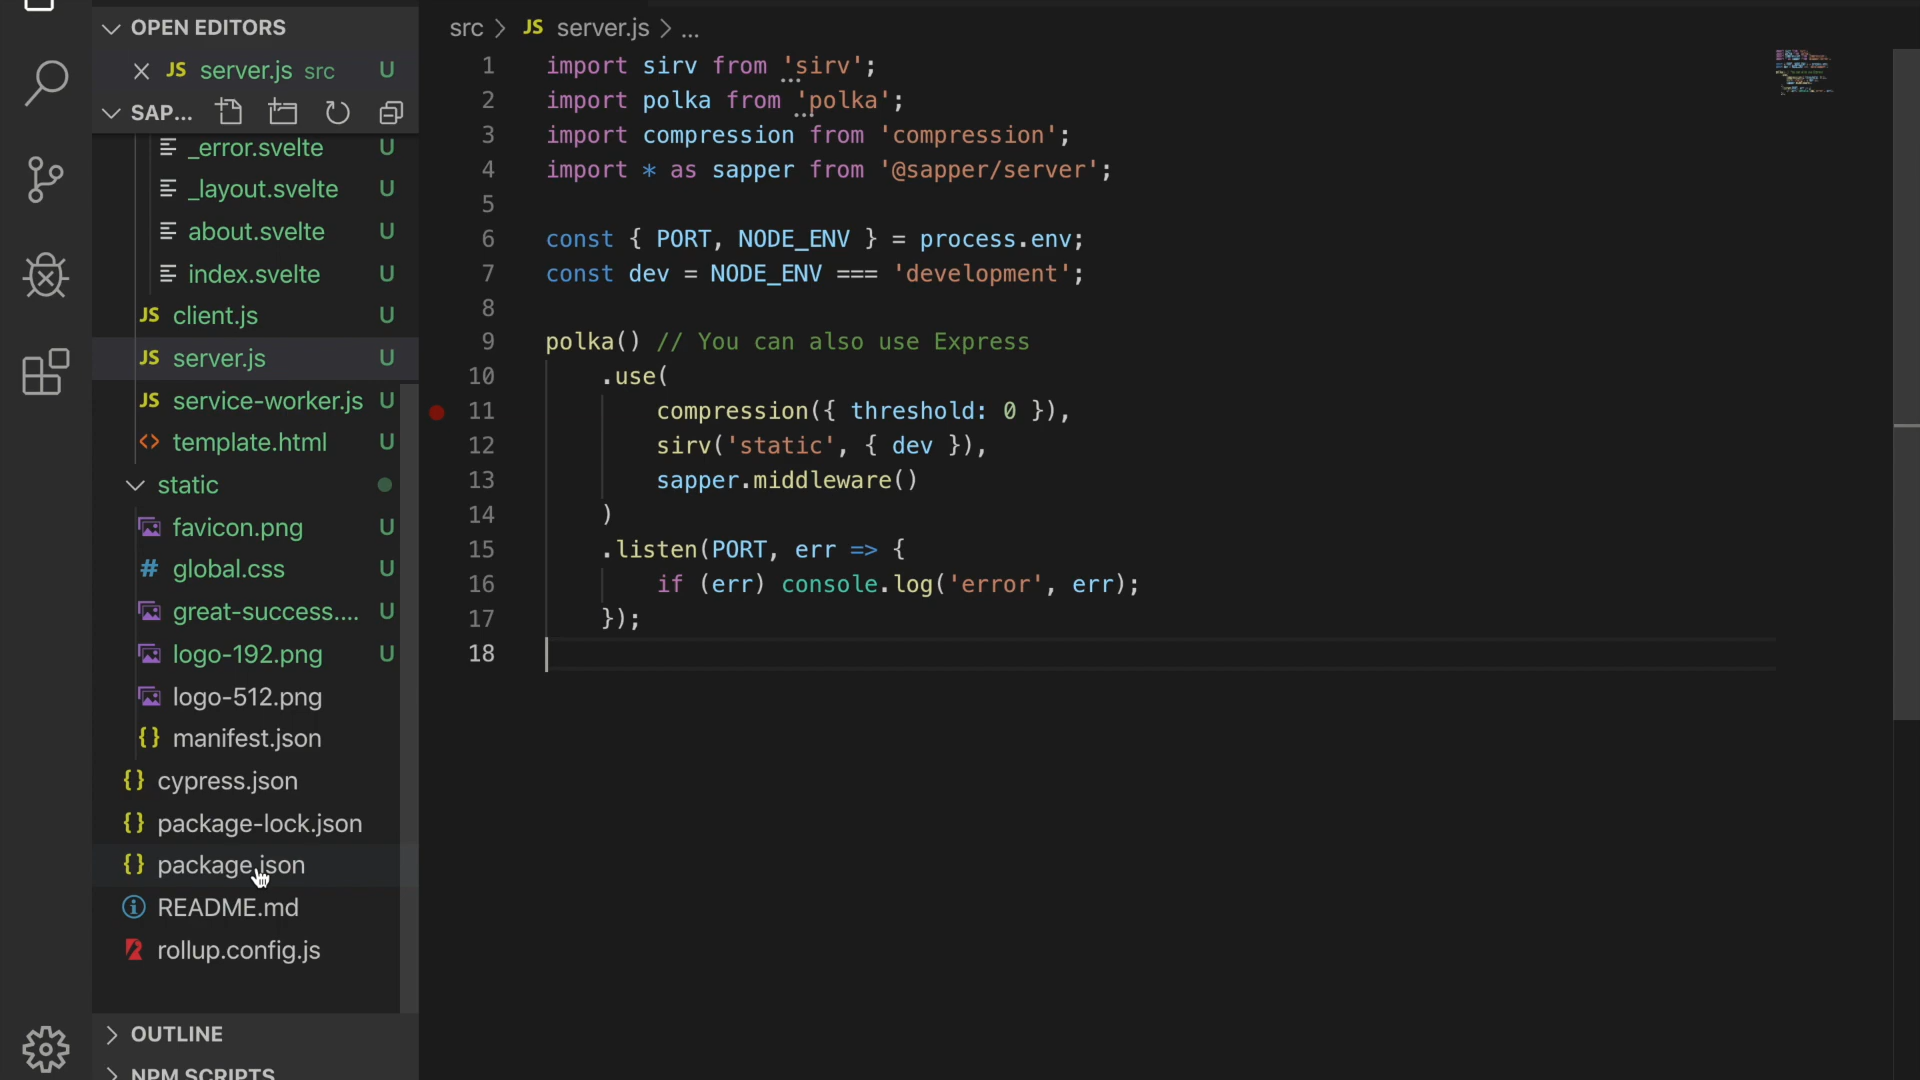 OPEN EDITORS
JS server.js src U
SAP...
_error.svelte U
_layout.svelte U
about.svelte U
index.svelte U
JS client.js U
JS server.js U
JS service-worker.js U
<> template.html U
static
favicon.png U
# global.css U
great-success.... U
logo-192.png U
logo-512.png
{} manifest.json
{} cypress.json
{} package-lock.json
{} package.json
README.md
rollup.config.js
OUTLINE
NPM SCRIPTS
src > JS server.js > ...
1 import sirv from 'sirv';
2 import polka from 'polka';
3 import compression from 'compression';
4 import * as sapper from '@sapper/server';
5
6 const { PORT, NODE_ENV } = process.env;
7 const dev = NODE_ENV === 'development';
8
9 polka() // You can also use Express
10 .use(
11 compression({ threshold: 0 }),
12 sirv('static', { dev }),
13 sapper.middleware()
14 )
15 .listen(PORT, err => {
16 if (err) console.log('error', err);
17 });
18